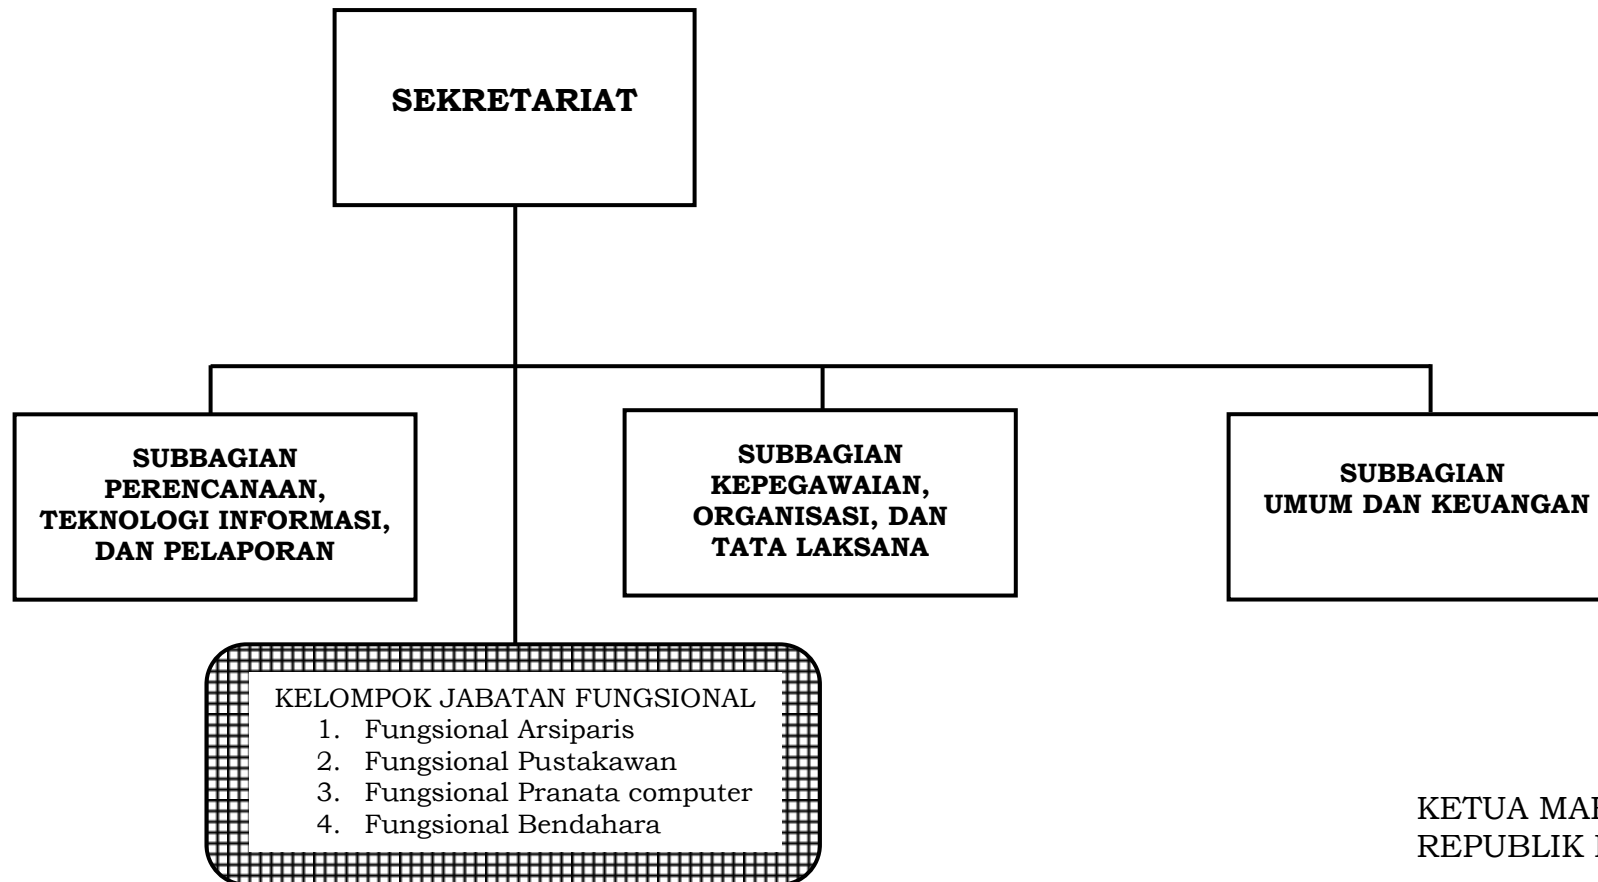 SEKRETARIAT
SUBBAGIAN
PERENCANAAN,
TEKNOLOGI INFORMASI,
DAN PELAPORAN
SUBBAGIAN
KEPEGAWAIAN,
ORGANISASI, DAN
TATA LAKSANA
SUBBAGIAN
UMUM DAN KEUANGAN
KELOMPOK JABATAN FUNGSIONAL
1. Fungsional Arsiparis
2. Fungsional Pustakawan
3. Fungsional Pranata computer
4. Fungsional Bendahara
KETUA
REPUBLIK